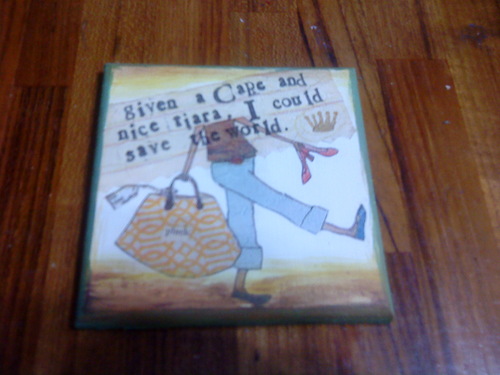 given a Cape and
nice tiara, I could
save the world.